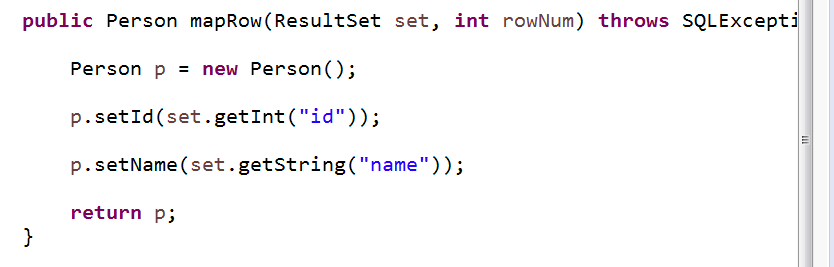 public Person mapRow(ResultSet set, int rowNum) throws SQLExcepti
Person p = new Person();
p.setId(set.getInt("id"));
p.setName(set.getString("name"));
return p;
}